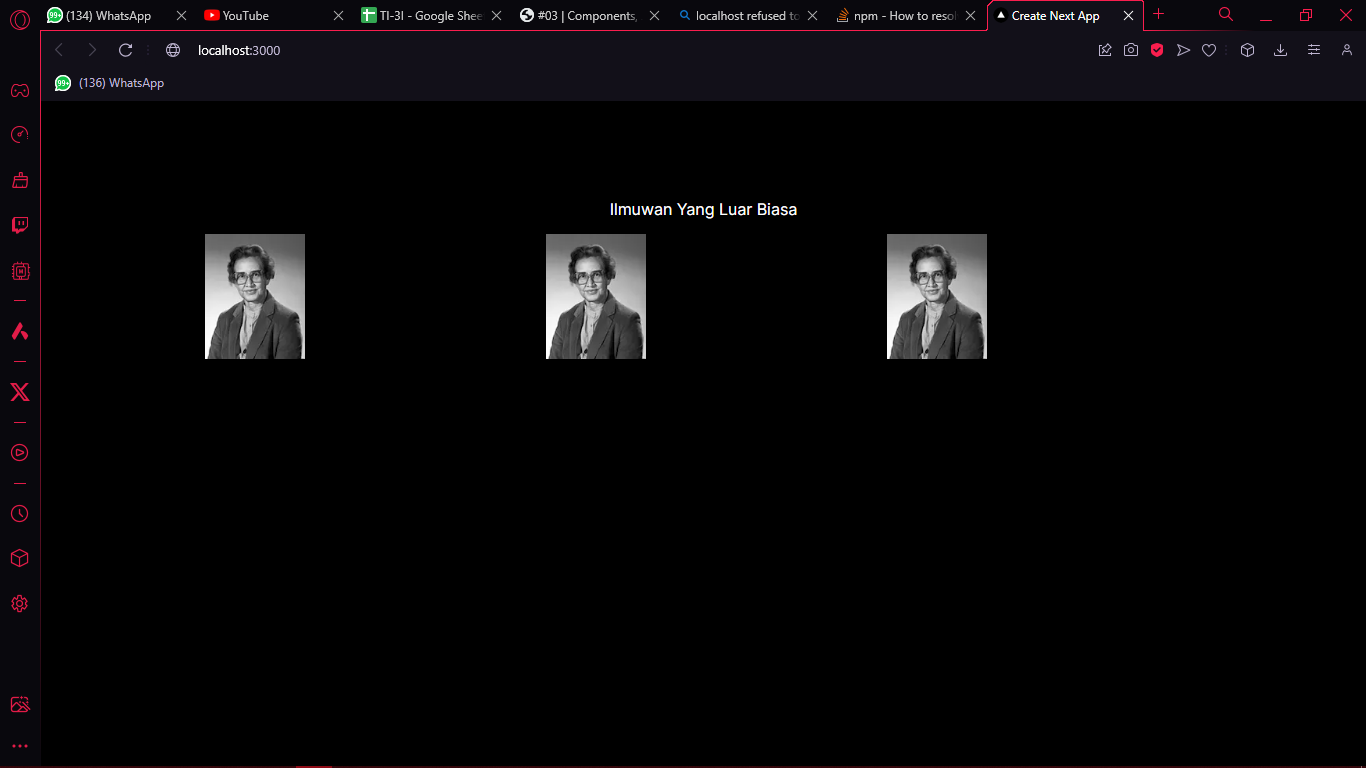 (134) WhatsApp
YouTube
TI-3I - Google Shee
#03 | Components,
localhost refused to
npm - How to resol
Create Next App
localhost:3000
99+
(136) WhatsApp
Ilmuwan Yang Luar Biasa